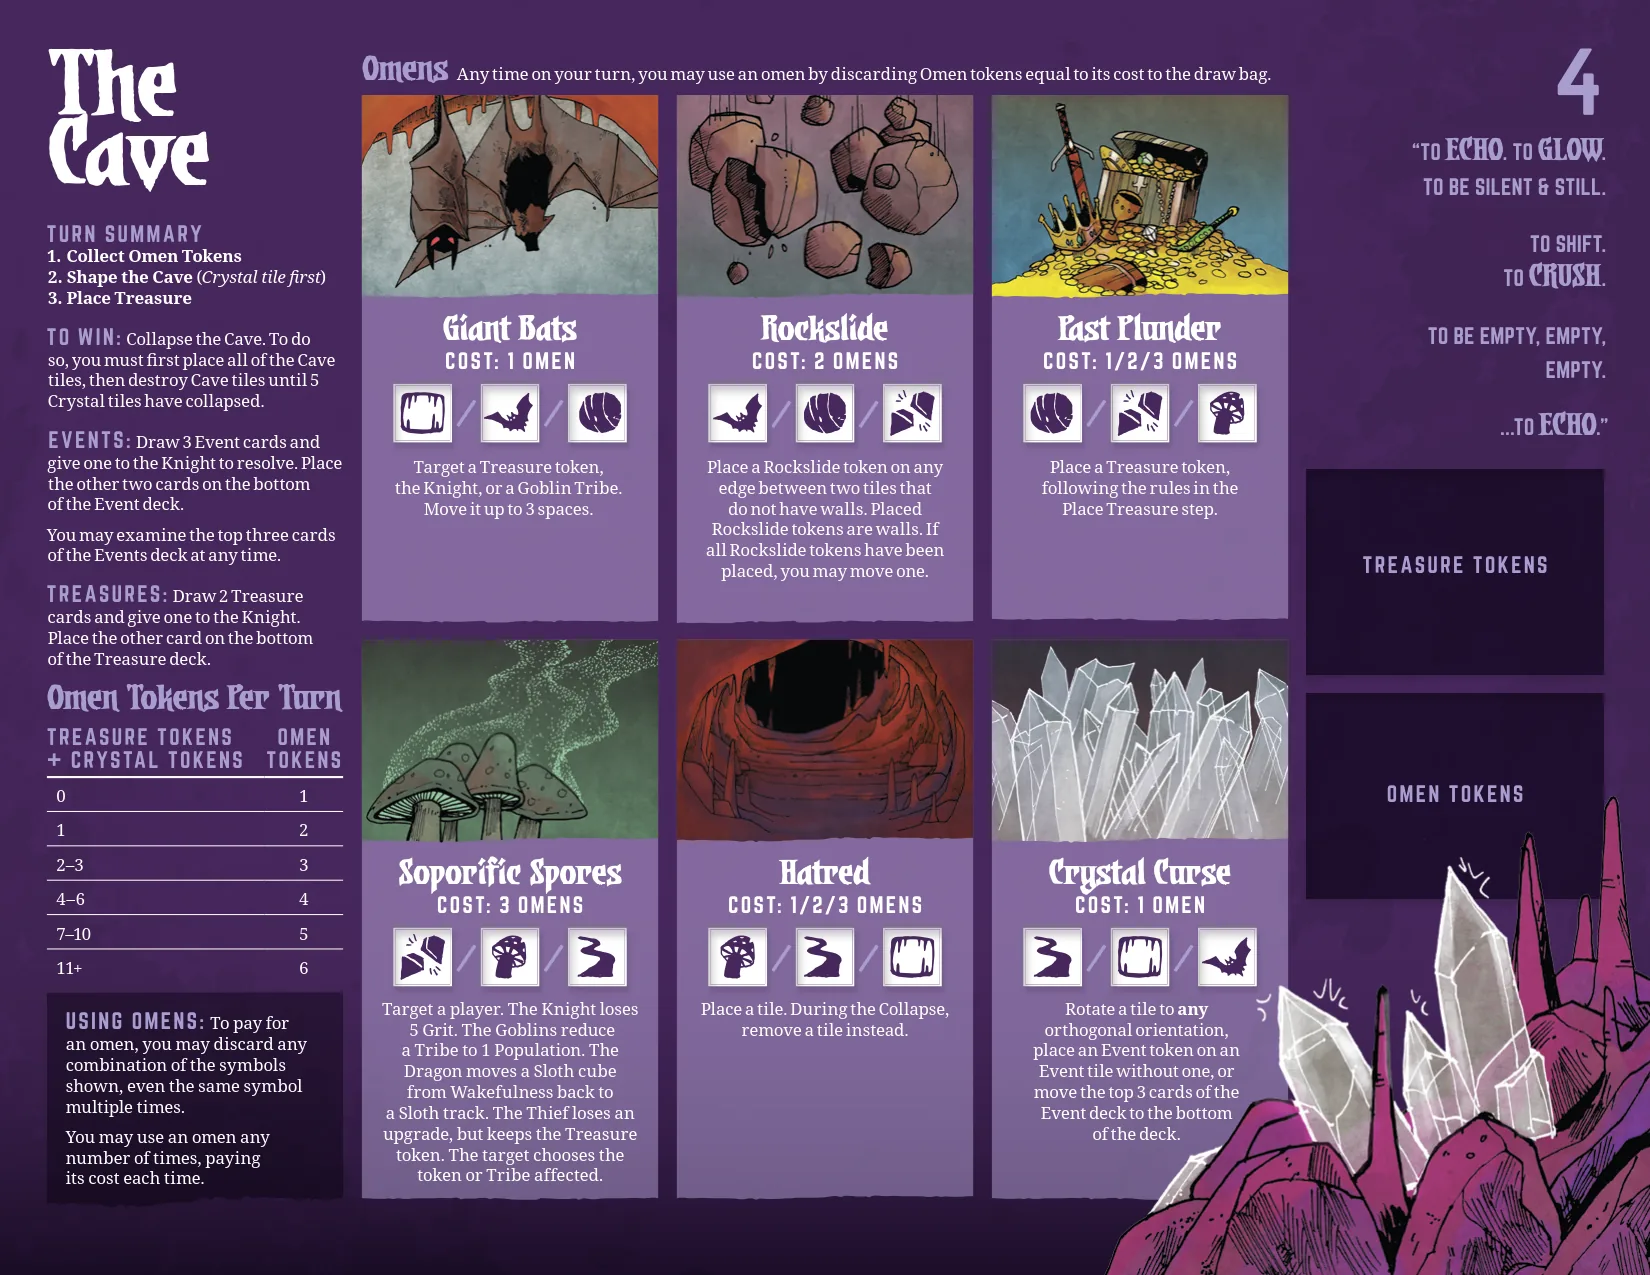 The
Cave
TURN SUMMARY
1. Collect Omen Tokens
2. Shape the Cave (Crystal tile first)
3. Place Treasure
TO WIN: Collapse the Cave. To do
so, you must first place all of the Cave
tiles, then destroy Cave tiles until 5
Crystal tiles have collapsed.
EVENTS: Draw 3 Event cards and
give one to the Knight to resolve. Place
the other two cards on the bottom
of the Event deck.
You may examine the top three cards
of the Events deck at any time.
TREASURES: Draw 2 Treasure
cards and give one to the Knight.
Place the other card on the bottom
of the Treasure deck.
Omen Tokens Per Turn
TREASURE TOKENS OMEN
+ CRYSTAL TOKENS TOKENS
0 1
1 2
2–3 3
4–6 4
7–10 5
11+ 6
USING OMENS: To pay for
an omen, you may discard any
combination of the symbols
shown, even the same symbol
multiple times.
You may use an omen any
number of times, paying
its cost each time.
Omens Any time on your turn, you may use an omen by discarding Omen tokens equal to its cost to the draw bag.
Giant Bats
COST: 1 OMEN
Target a Treasure token,
the Knight, or a Goblin Tribe.
Move it up to 3 spaces.
Rockslide
COST: 2 OMENS
Place a Rockslide token on any
edge between two tiles that
do not have walls. Placed
Rockslide tokens are walls. If
all Rockslide tokens have been
placed, you may move one.
Past Plunder
COST: 1/2/3 OMENS
Place a Treasure token,
following the rules in the
Place Treasure step.
Soporific Spores
COST: 3 OMENS
Target a player. The Knight loses
5 Grit. The Goblins reduce
a Tribe to 1 Population. The
Dragon moves a Sloth cube
from Wakefulness back to
a Sloth track. The Thief loses an
upgrade, but keeps the Treasure
token. The target chooses the
token or Tribe affected.
Hatred
COST: 1/2/3 OMENS
Place a tile. During the Collapse,
remove a tile instead.
Crystal Curse
COST: 1 OMEN
Rotate a tile to any
orthogonal orientation,
place an Event token on an
Event tile without one, or
move the top 3 cards of the
Event deck to the bottom
of the deck.
4
“TO ECHO. TO GLOW.
TO BE SILENT & STILL.
TO SHIFT.
TO CRUSH.
TO BE EMPTY, EMPTY,
EMPTY.
...TO ECHO.”
TREASURE TOKENS
OMEN TOKENS